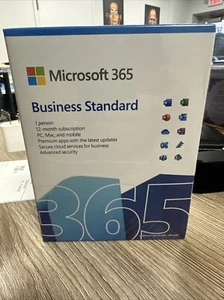 Microsoft 365
Business Standard
1 person
12-month subscription
PC, Mac, and mobile
Premium apps with the latest updates
Secure cloud services for business
Advanced security
365